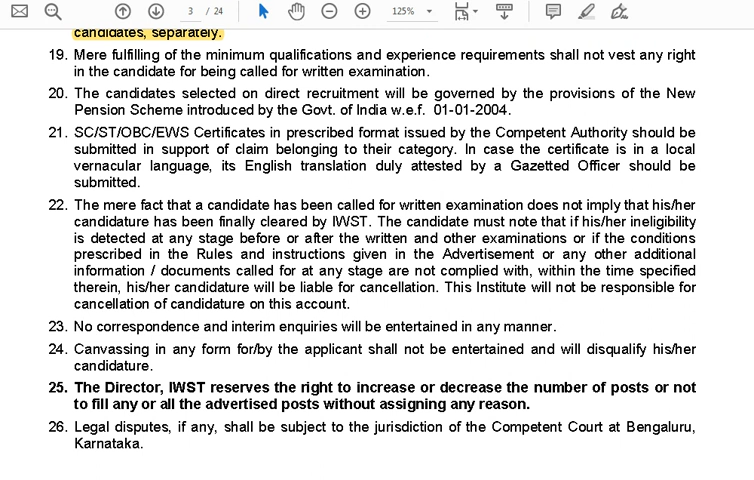 3 / 24
125%
candidates, separately.
19. Mere fulfilling of the minimum qualifications and experience requirements shall not vest any right
in the candidate for being called for written examination.
20. The candidates selected on direct recruitment will be governed by the provisions of the New
Pension Scheme introduced by the Govt. of India w.e.f. 01-01-2004.
21. SC/ST/OBC/EWS Certificates in prescribed format issued by the Competent Authority should be
submitted in support of claim belonging to their category. In case the certificate is in a local
vernacular language, its English translation duly attested by a Gazetted Officer should be
submitted.
22. The mere fact that a candidate has been called for written examination does not imply that his/her
candidature has been finally cleared by IWST. The candidate must note that if his/her ineligibility
is detected at any stage before or after the written and other examinations or if the conditions
prescribed in the Rules and instructions given in the Advertisement or any other additional
information / documents called for at any stage are not complied with, within the time specified
therein, his/her candidature will be liable for cancellation. This Institute will not be responsible for
cancellation of candidature on this account.
23. No correspondence and interim enquiries will be entertained in any manner.
24. Canvassing in any form for/by the applicant shall not be entertained and will disqualify his/her
candidature.
25. The Director, IWST reserves the right to increase or decrease the number of posts or not
to fill any or all the advertised posts without assigning any reason.
26. Legal disputes, if any, shall be subject to the jurisdiction of the Competent Court at Bengaluru,
Karnataka.